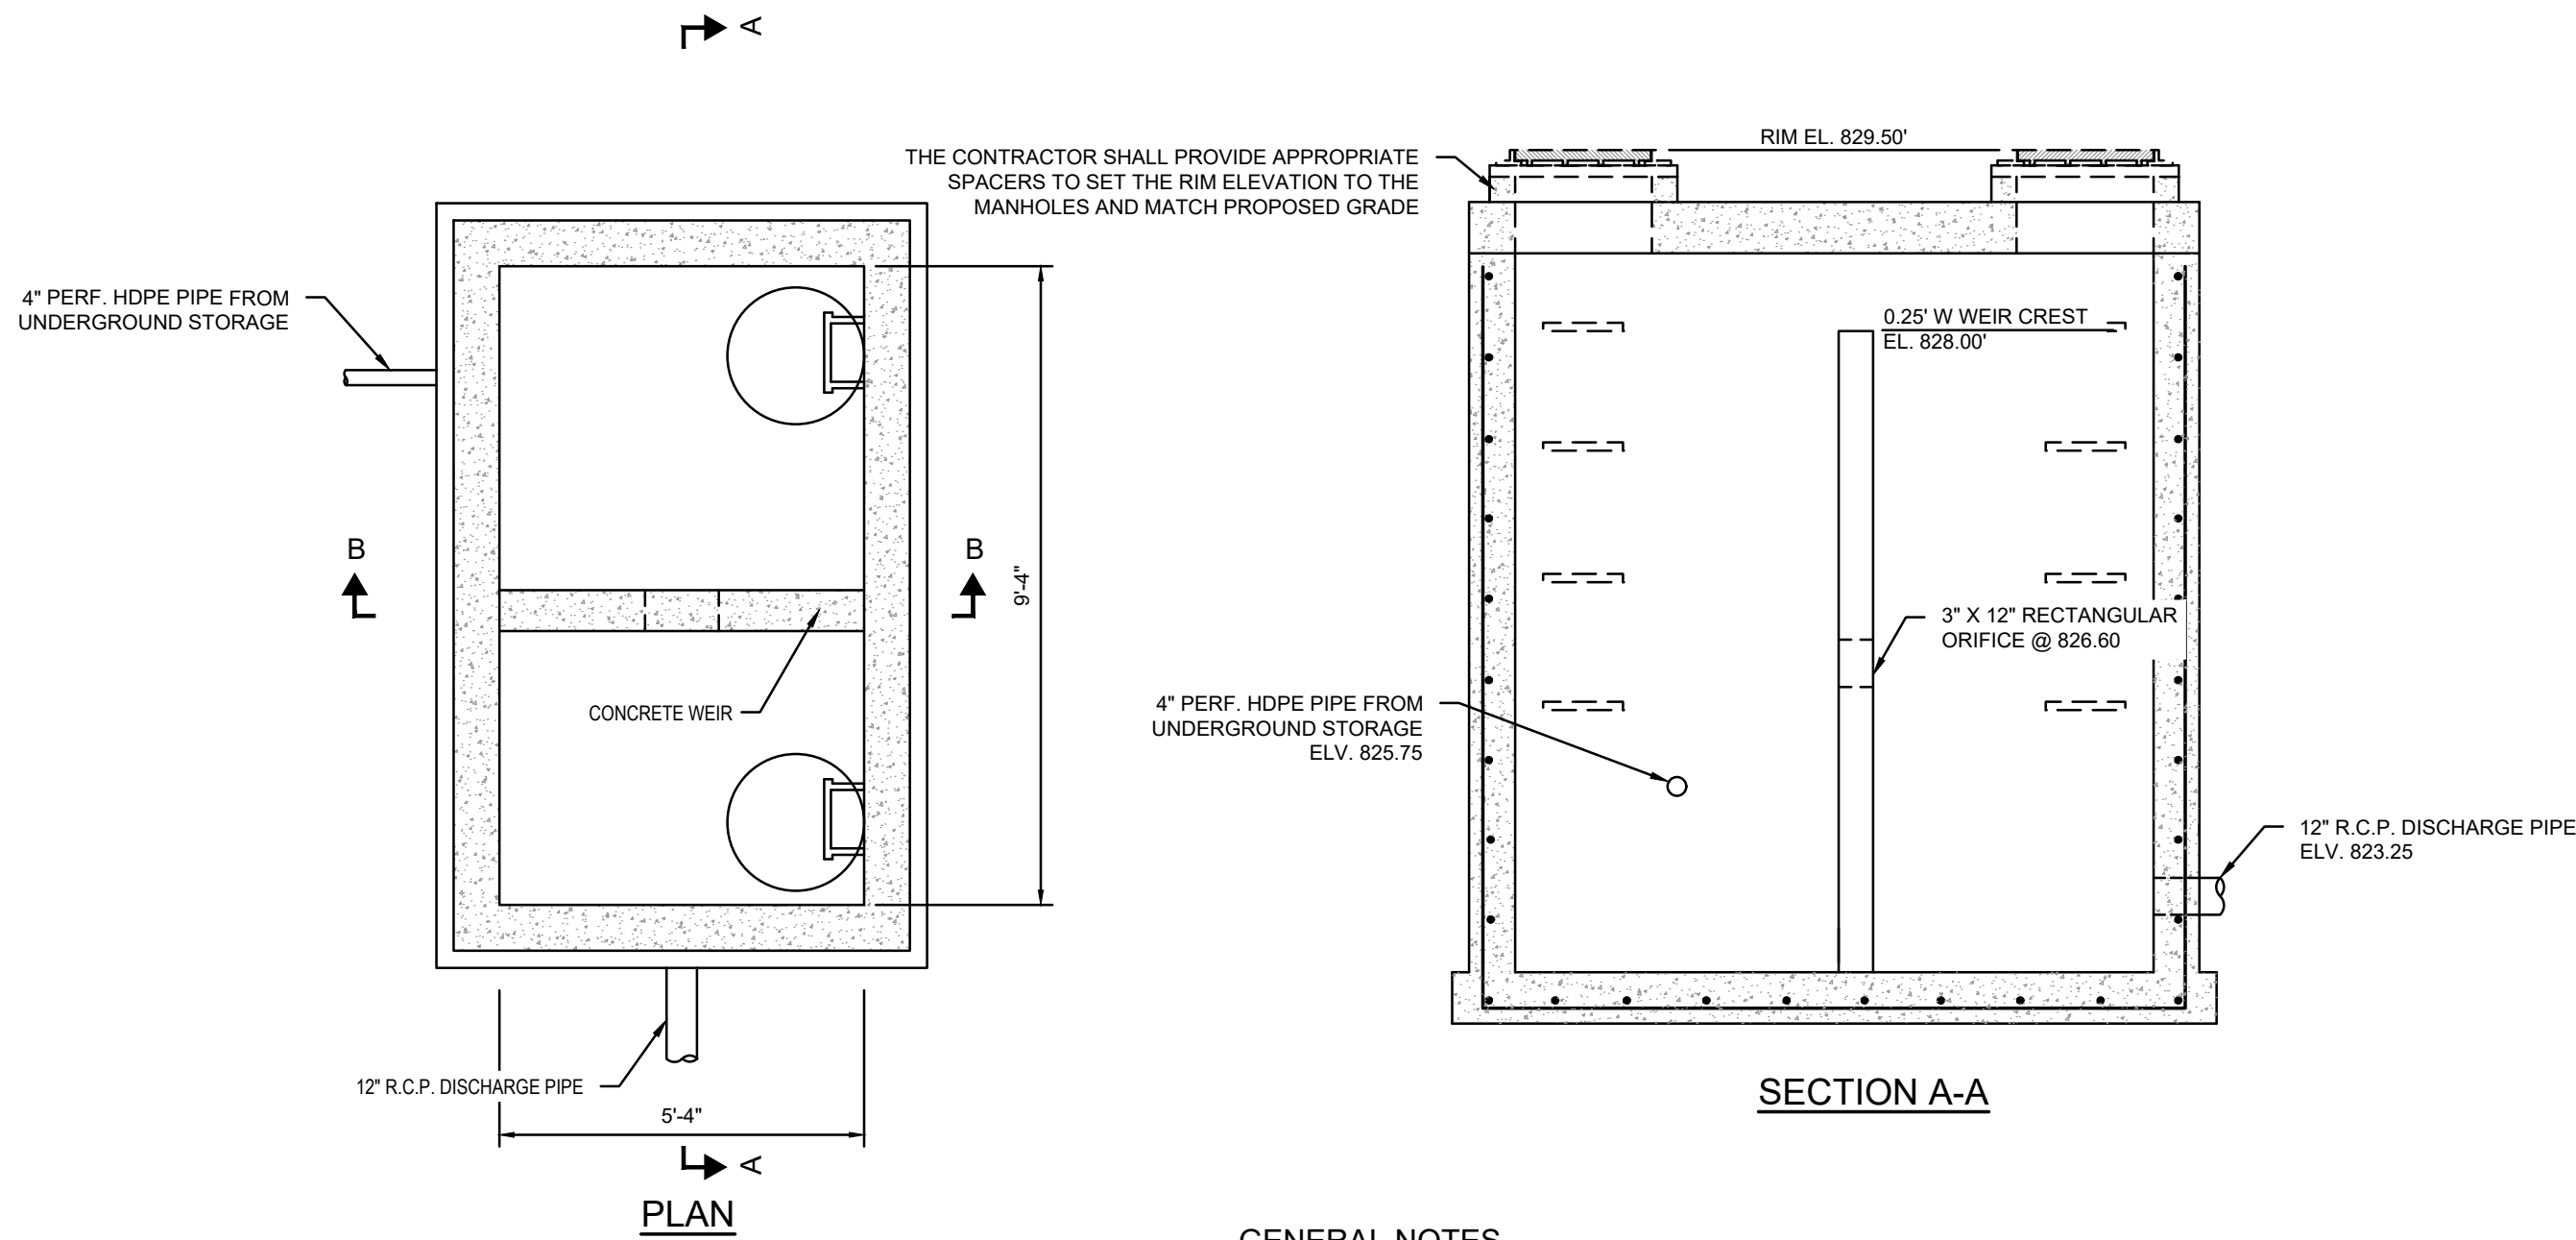 A
4" PERF. HDPE PIPE FROM
UNDERGROUND STORAGE
B
B
9'-4"
CONCRETE WEIR
12" R.C.P. DISCHARGE PIPE
5'-4"
A
PLAN
THE CONTRACTOR SHALL PROVIDE APPROPRIATE
SPACERS TO SET THE RIM ELEVATION TO THE
MANHOLES AND MATCH PROPOSED GRADE
RIM EL. 829.50'
0.25' W WEIR CREST
EL. 828.00'
3" X 12" RECTANGULAR
ORIFICE @ 826.60
4" PERF. HDPE PIPE FROM
UNDERGROUND STORAGE
ELV. 825.75
12" R.C.P. DISCHARGE PIPE
ELV. 823.25
SECTION A-A
GENERAL NOTES